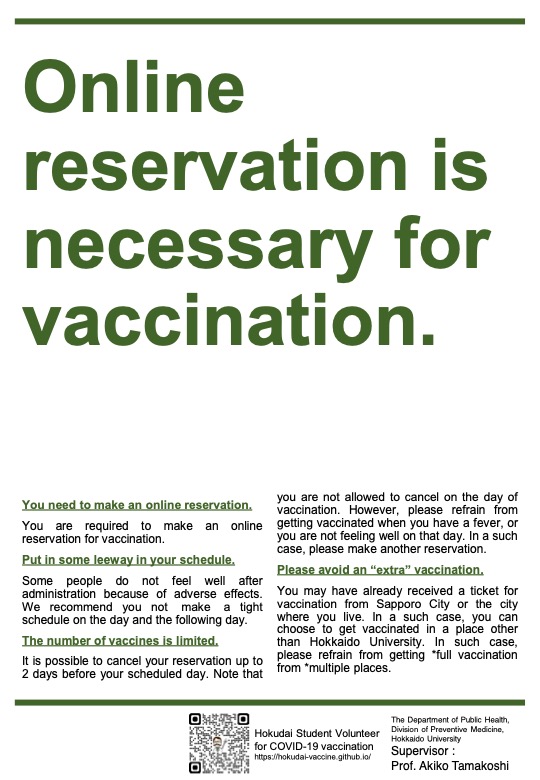 Online
reservation is
necessary for
vaccination.
You need to make an online reservation.
You are required to make an online
reservation for vaccination.
Put in some leeway in your schedule.
Some people do not feel well after
administration because of adverse effects.
We recommend you not make a tight
schedule on the day and the following day.
The number of vaccines is limited.
It is possible to cancel your reservation up to
2 days before your scheduled day. Note that
you are not allowed to cancel on the day of
vaccination. However, please refrain from
getting vaccinated when you have a fever, or
you are not feeling well on that day. In a such
case, please make another reservation.
Please avoid an “extra” vaccination.
You may have already received a ticket for
vaccination from Sapporo City or the city
where you live. In a such case, you can
choose to get vaccinated in a place other
than Hokkaido University. In such case,
please refrain from getting *full vaccination
from *multiple places.
Hokudai Student Volunteer
for COVID-19 vaccination
https://hokudai-vaccine.github.io/
The Department of Public Health,
Division of Preventive Medicine,
Hokkaido University
Supervisor :
Prof. Akiko Tamakoshi